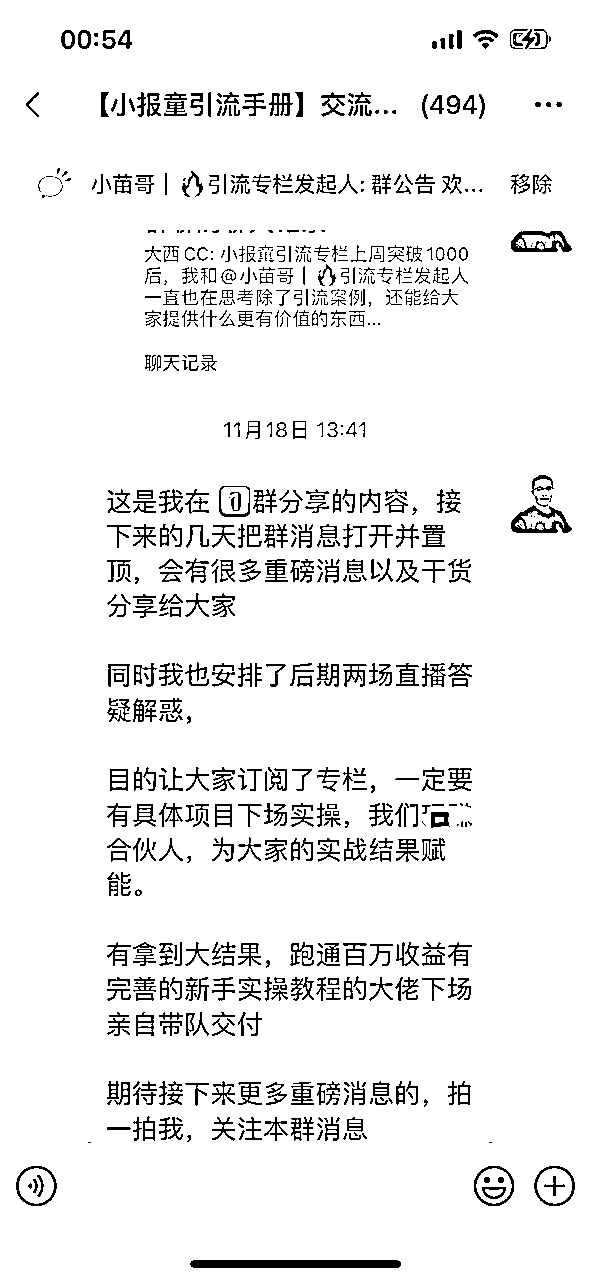 00:54
【小报童引流手册】交流... (494)
小苗哥丨🔥引流专栏发起人: 群公告 欢... 移除
大西CC: 小报童引流专栏上周突破1000
后，我和@小苗哥丨🔥引流专栏发起人
一直也在思考除了引流案例，还能给大
家提供什么更有价值的东西...
聊天记录
11月18日 13:41
这是我在 群分享的内容，接
下来的几天把群消息打开并置
顶，会有很多重磅消息以及干货
分享给大家
同时我也安排了后期两场直播答
疑解惑，
目的让大家订阅了专栏，一定要
有具体项目下场实操，我们
合伙人，为大家的实战结果赋
能。
有拿到大结果，跑通百万收益有
完善的新手实操教程的大佬下场
亲自带队交付
期待接下来更多重磅消息的，拍
一拍我，关注本群消息